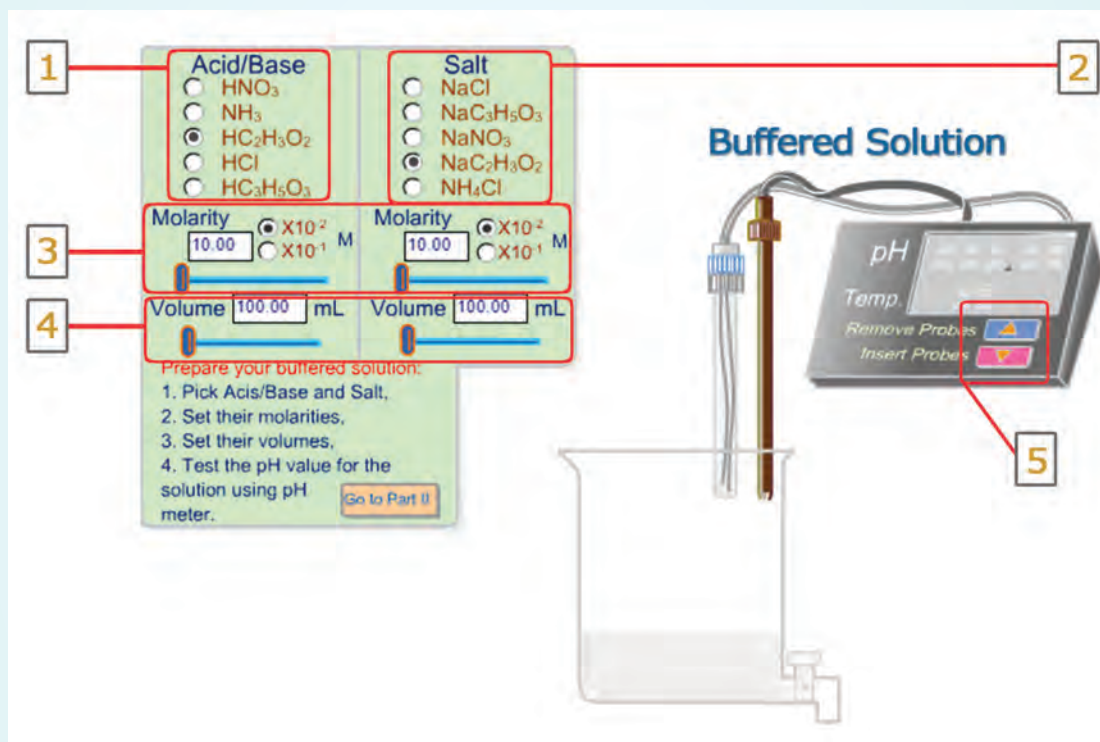 1
Acid/Base
HNO₃
NH₃
HC₂H₃O₂
HCl
HC₃H₅O₃
Salt
NaCl
NaC₃H₅O₃
NaNO₃
NaC₂H₃O₂
NH₄Cl
2
3
Molarity
10.00
X10⁻²
X10⁻¹
M
Molarity
10.00
X10⁻²
X10⁻¹
M
4
Volume 100.00 mL
Volume 100.00 mL
Prepare your buffered solution:
1. Pick Acis/Base and Salt,
2. Set their molarities,
3. Set their volumes,
4. Test the pH value for the
solution using pH
meter.
Go to Part II
Buffered Solution
pH
Temp.
Remove Probes
Insert Probes
5